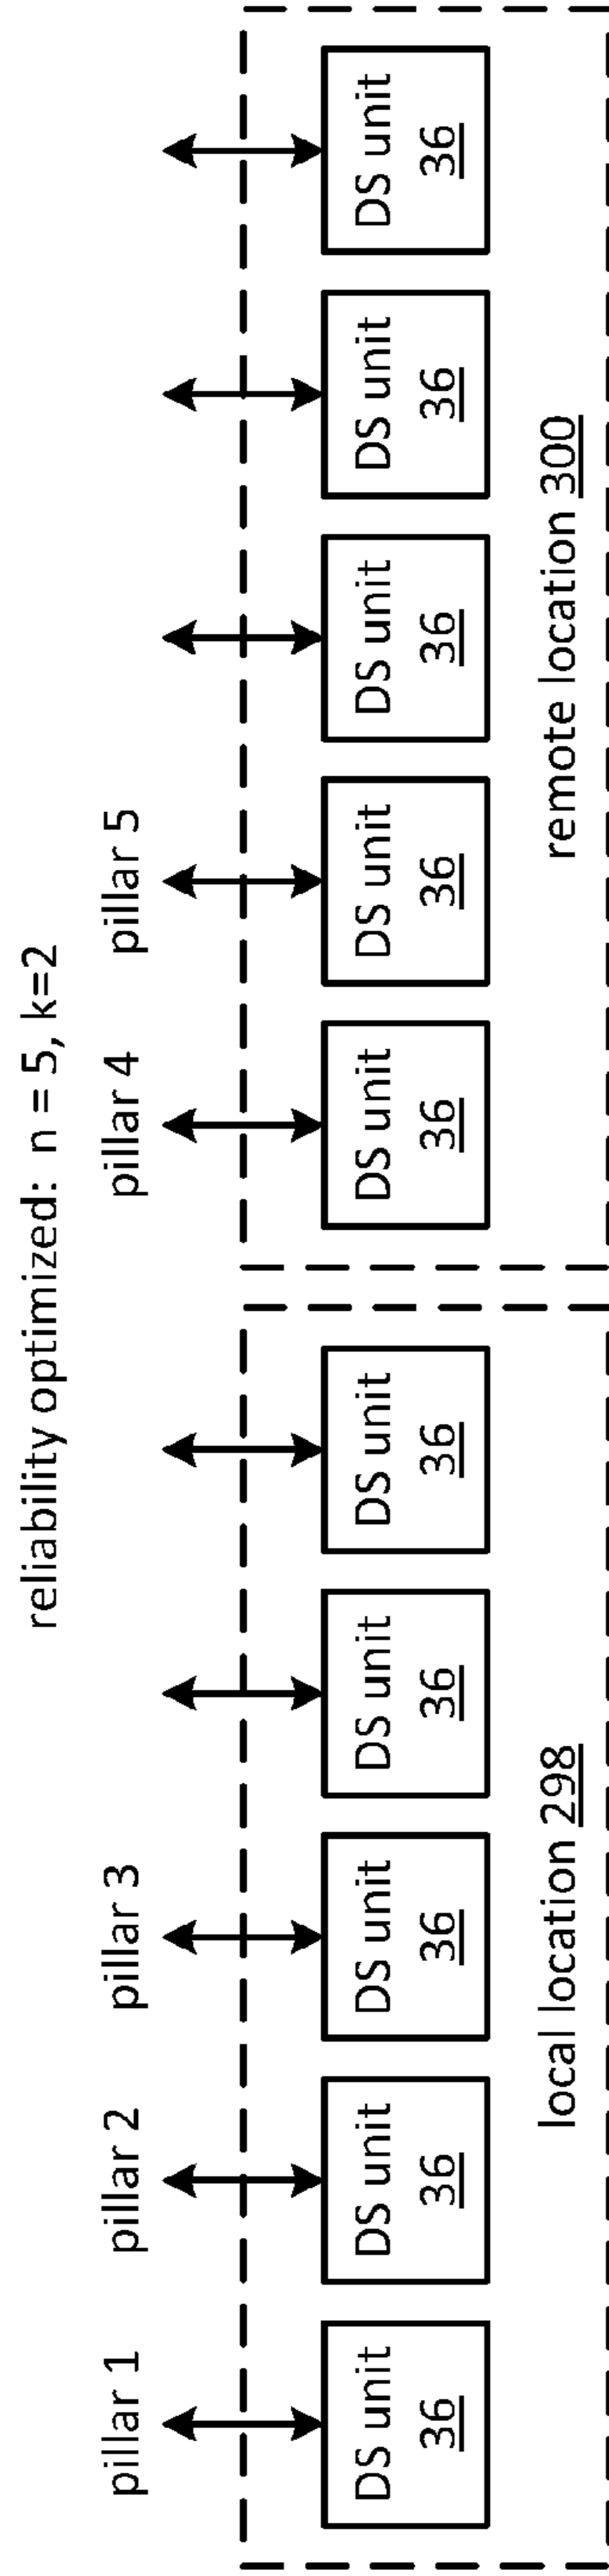 reliability optimized: n = 5, k=2
pillar 1 pillar 2 pillar 3 pillar 4 pillar 5
DS unit DS unit DS unit DS unit DS unit DS unit DS unit DS unit DS unit DS unit
36 36 36 36 36 36 36 36 36 36
local location 298 remote location 300